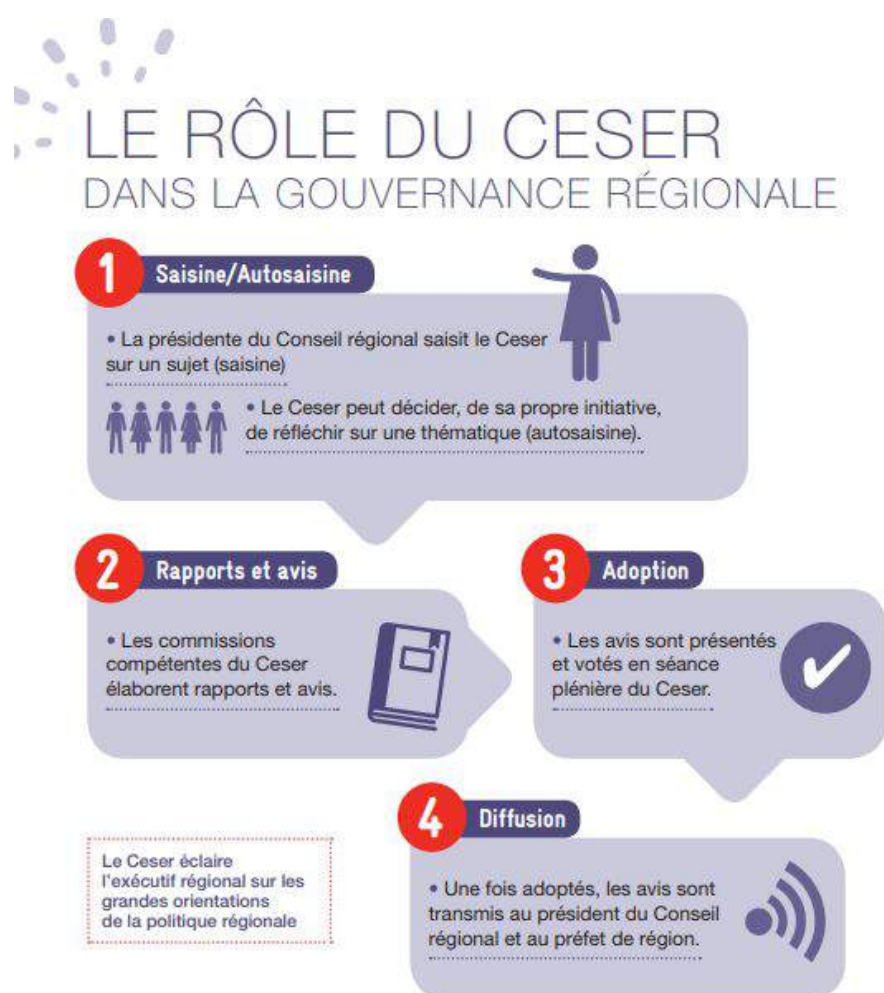 LE RÔLE DU CESER
DANS LA GOUVERNANCE RÉGIONALE
1 Saisine/Autosaisine
• La présidente du Conseil régional saisit le Ceser
sur un sujet (saisine)
• Le Ceser peut décider, de sa propre initiative,
de réfléchir sur une thématique (autosaisine).
2 Rapports et avis
• Les commissions
compétentes du Ceser
élaborent rapports et avis.
3 Adoption
• Les avis sont présentés
et votés en séance
plénière du Ceser.
4 Diffusion
• Une fois adoptés, les avis sont
transmis au président du Conseil
régional et au préfet de région.
Le Ceser éclaire
l'exécutif régional sur les
grandes orientations
de la politique régionale